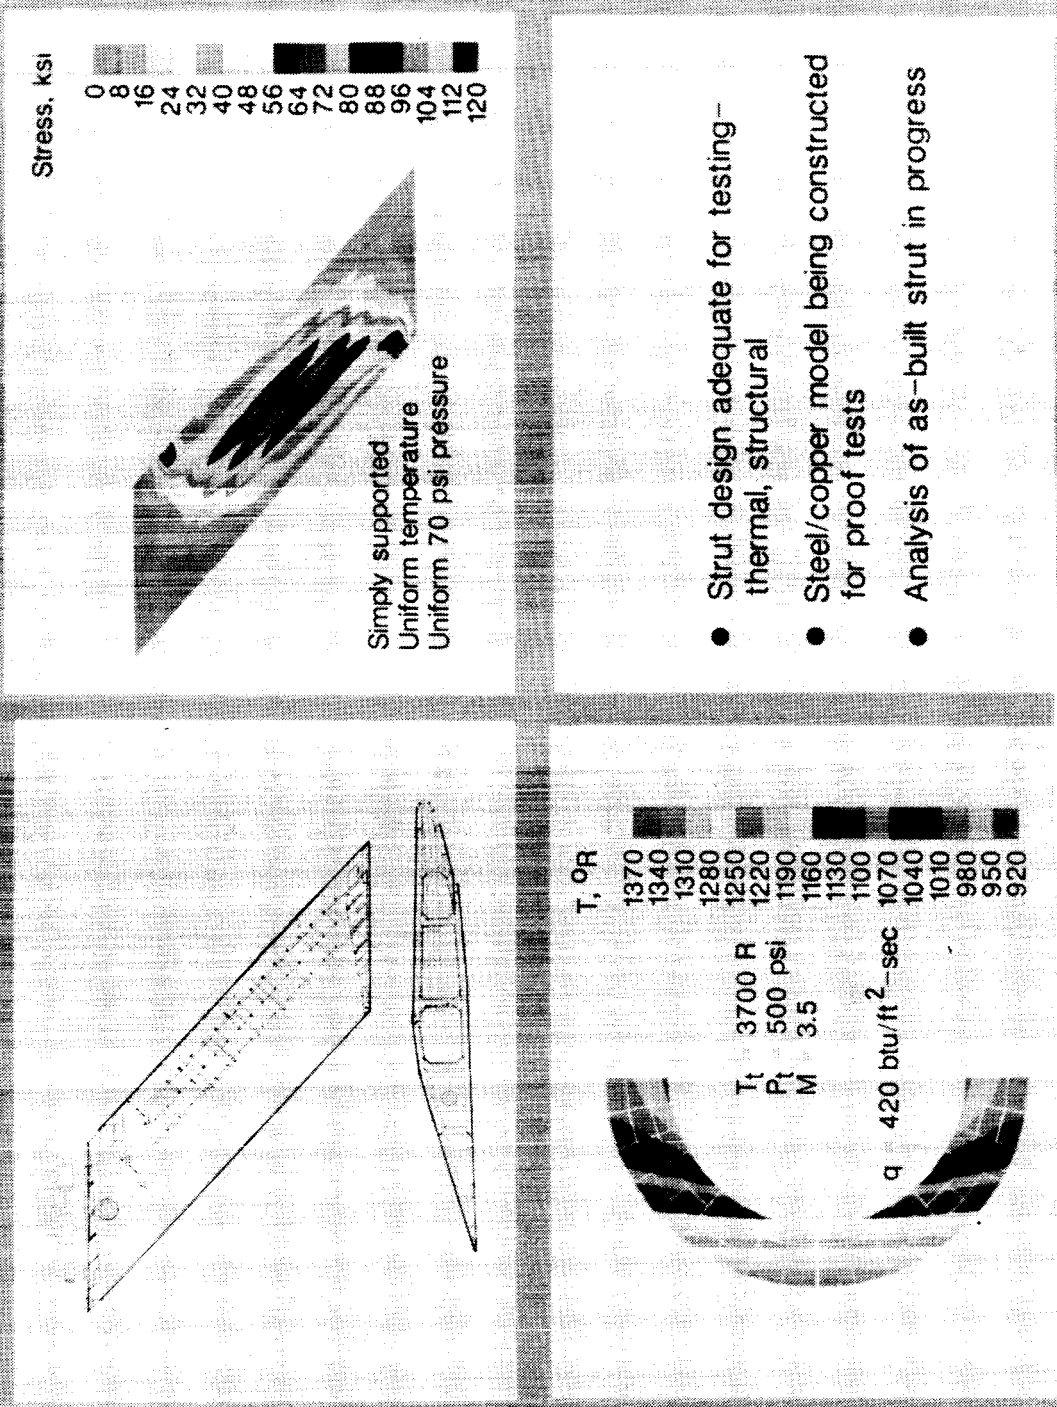 Stress, ksi
0
8
16
24
32
40
48
56
64
72
80
88
96
104
112
120
Simply supported
Uniform temperature
Uniform 70 psi pressure
T, °R
1370
1340
1310
1280
1250
1220
1190
1160
1130
1100
1070
1040
1010
980
950
920
Tt 3700 R
Pt 500 psi
M 3.5
q 420 btu/ft²-sec
● Strut design adequate for testing-
thermal, structural
● Steel/copper model being constructed
for proof tests
● Analysis of as-built strut in progress